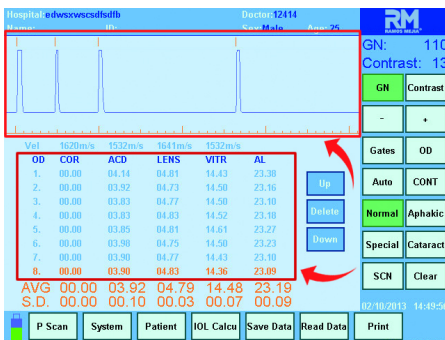 Hospital:edwsxwscsdfsdfb Doctor:12414
Name: ID: Sex:Male Age: 25
RM
RAMOS MEJIA
GN: 110
Contrast: 13
GN Contrast
- +
Gates OD
Auto CONT
Normal Aphakic
Special Cataract
SCN Clear
02/10/2013 14:49:56
Vel 1620m/s 1532m/s 1641m/s 1532m/s
OD COR ACD LENS VITR AL
1. 00.00 04.14 04.81 14.43 23.38
2. 00.00 03.92 04.73 14.50 23.16
3. 00.00 03.83 04.77 14.50 23.10
4. 00.00 03.83 04.83 14.52 23.18
5. 00.00 03.85 04.81 14.61 23.27
6. 00.00 03.98 04.75 14.50 23.23
7. 00.00 03.90 04.77 14.43 23.10
8. 00.00 03.90 04.83 14.36 23.09
AVG 00.00 03.92 04.79 14.48 23.19
S.D. 00.00 00.10 00.03 00.07 00.09
Up
Delete
Down
P Scan System Patient IOL Calcu Save Data Read Data Print